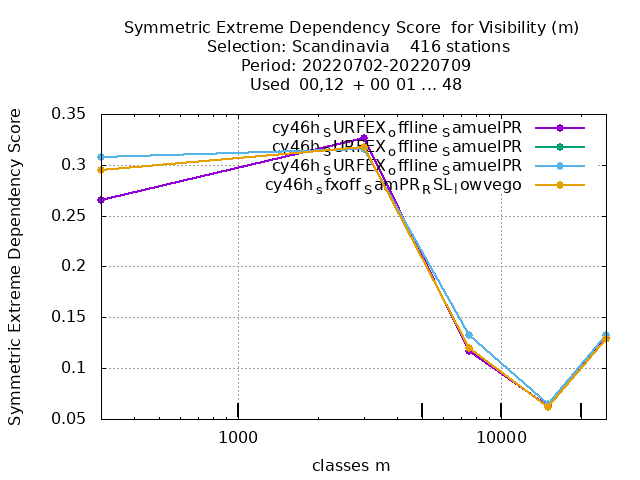 Symmetric Extreme Dependency Score for Visibility (m)
Selection: Scandinavia 416 stations
Period: 20220702-20220709
Used 00,12 + 00 01 ... 48
Symmetric Extreme Dependency Score
0.35
0.3
0.25
0.2
0.15
0.1
0.05
cy46h_SURFEX_offline_SamuelPR
cy46h_SURFEX_offline_SamuelPR
cy46h_SURFEX_offline_SamuelPR
cy46h_sfxoff_SamPR_RSL_lowvego
1000 10000
classes m